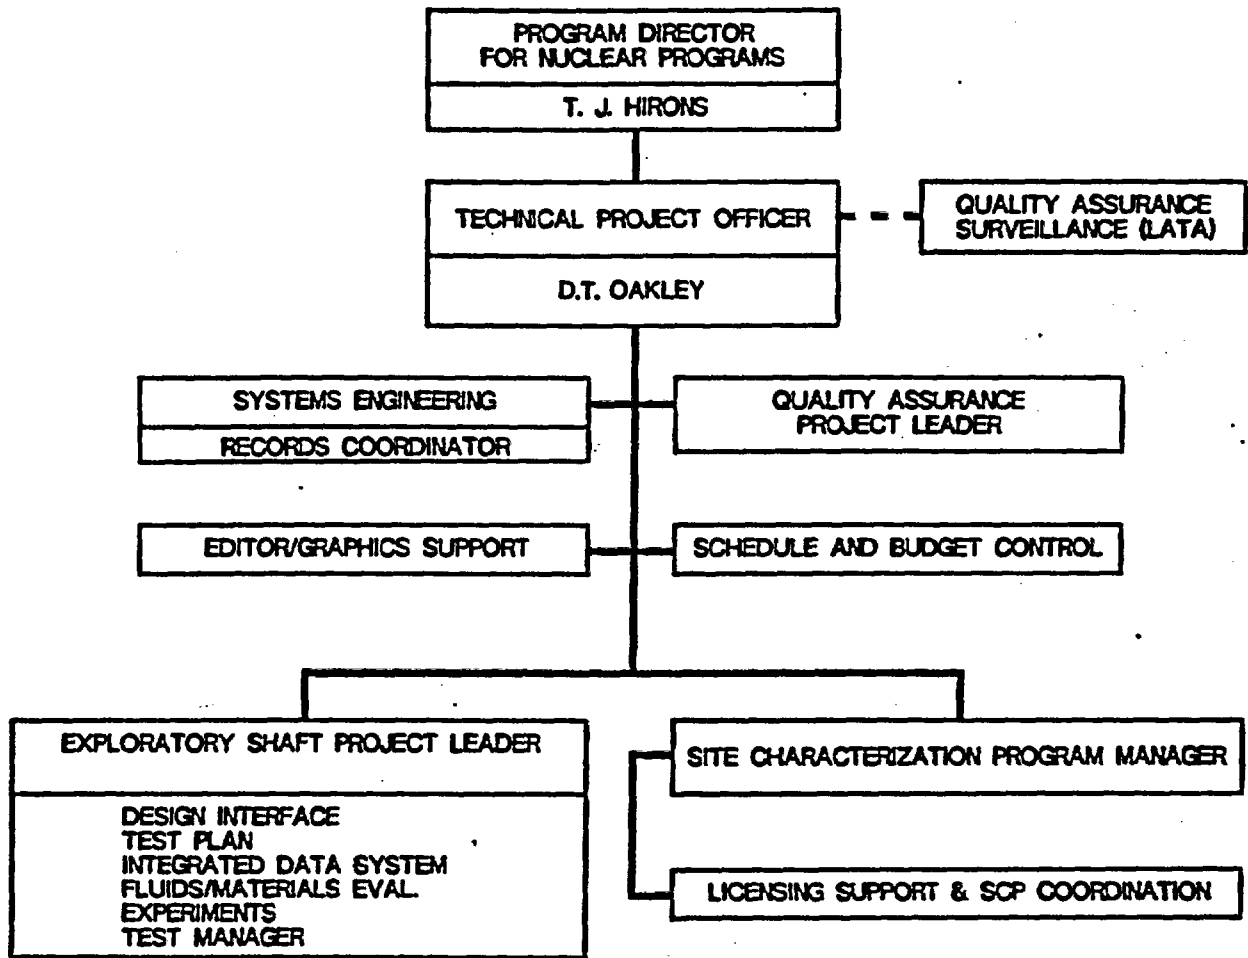 PROGRAM DIRECTOR
FOR NUCLEAR PROGRAMS
T. J. HIRONS
TECHNICAL PROJECT OFFICER
D.T. OAKLEY
QUALITY ASSURANCE
SURVEILLANCE (LATA)
SYSTEMS ENGINEERING
RECORDS COORDINATOR
QUALITY ASSURANCE
PROJECT LEADER
EDITOR/GRAPHICS SUPPORT
SCHEDULE AND BUDGET CONTROL
EXPLORATORY SHAFT PROJECT LEADER
DESIGN INTERFACE
TEST PLAN
INTEGRATED DATA SYSTEM
FLUIDS/MATERIALS EVAL.
EXPERIMENTS
TEST MANAGER
SITE CHARACTERIZATION PROGRAM MANAGER
LICENSING SUPPORT & SCP COORDINATION